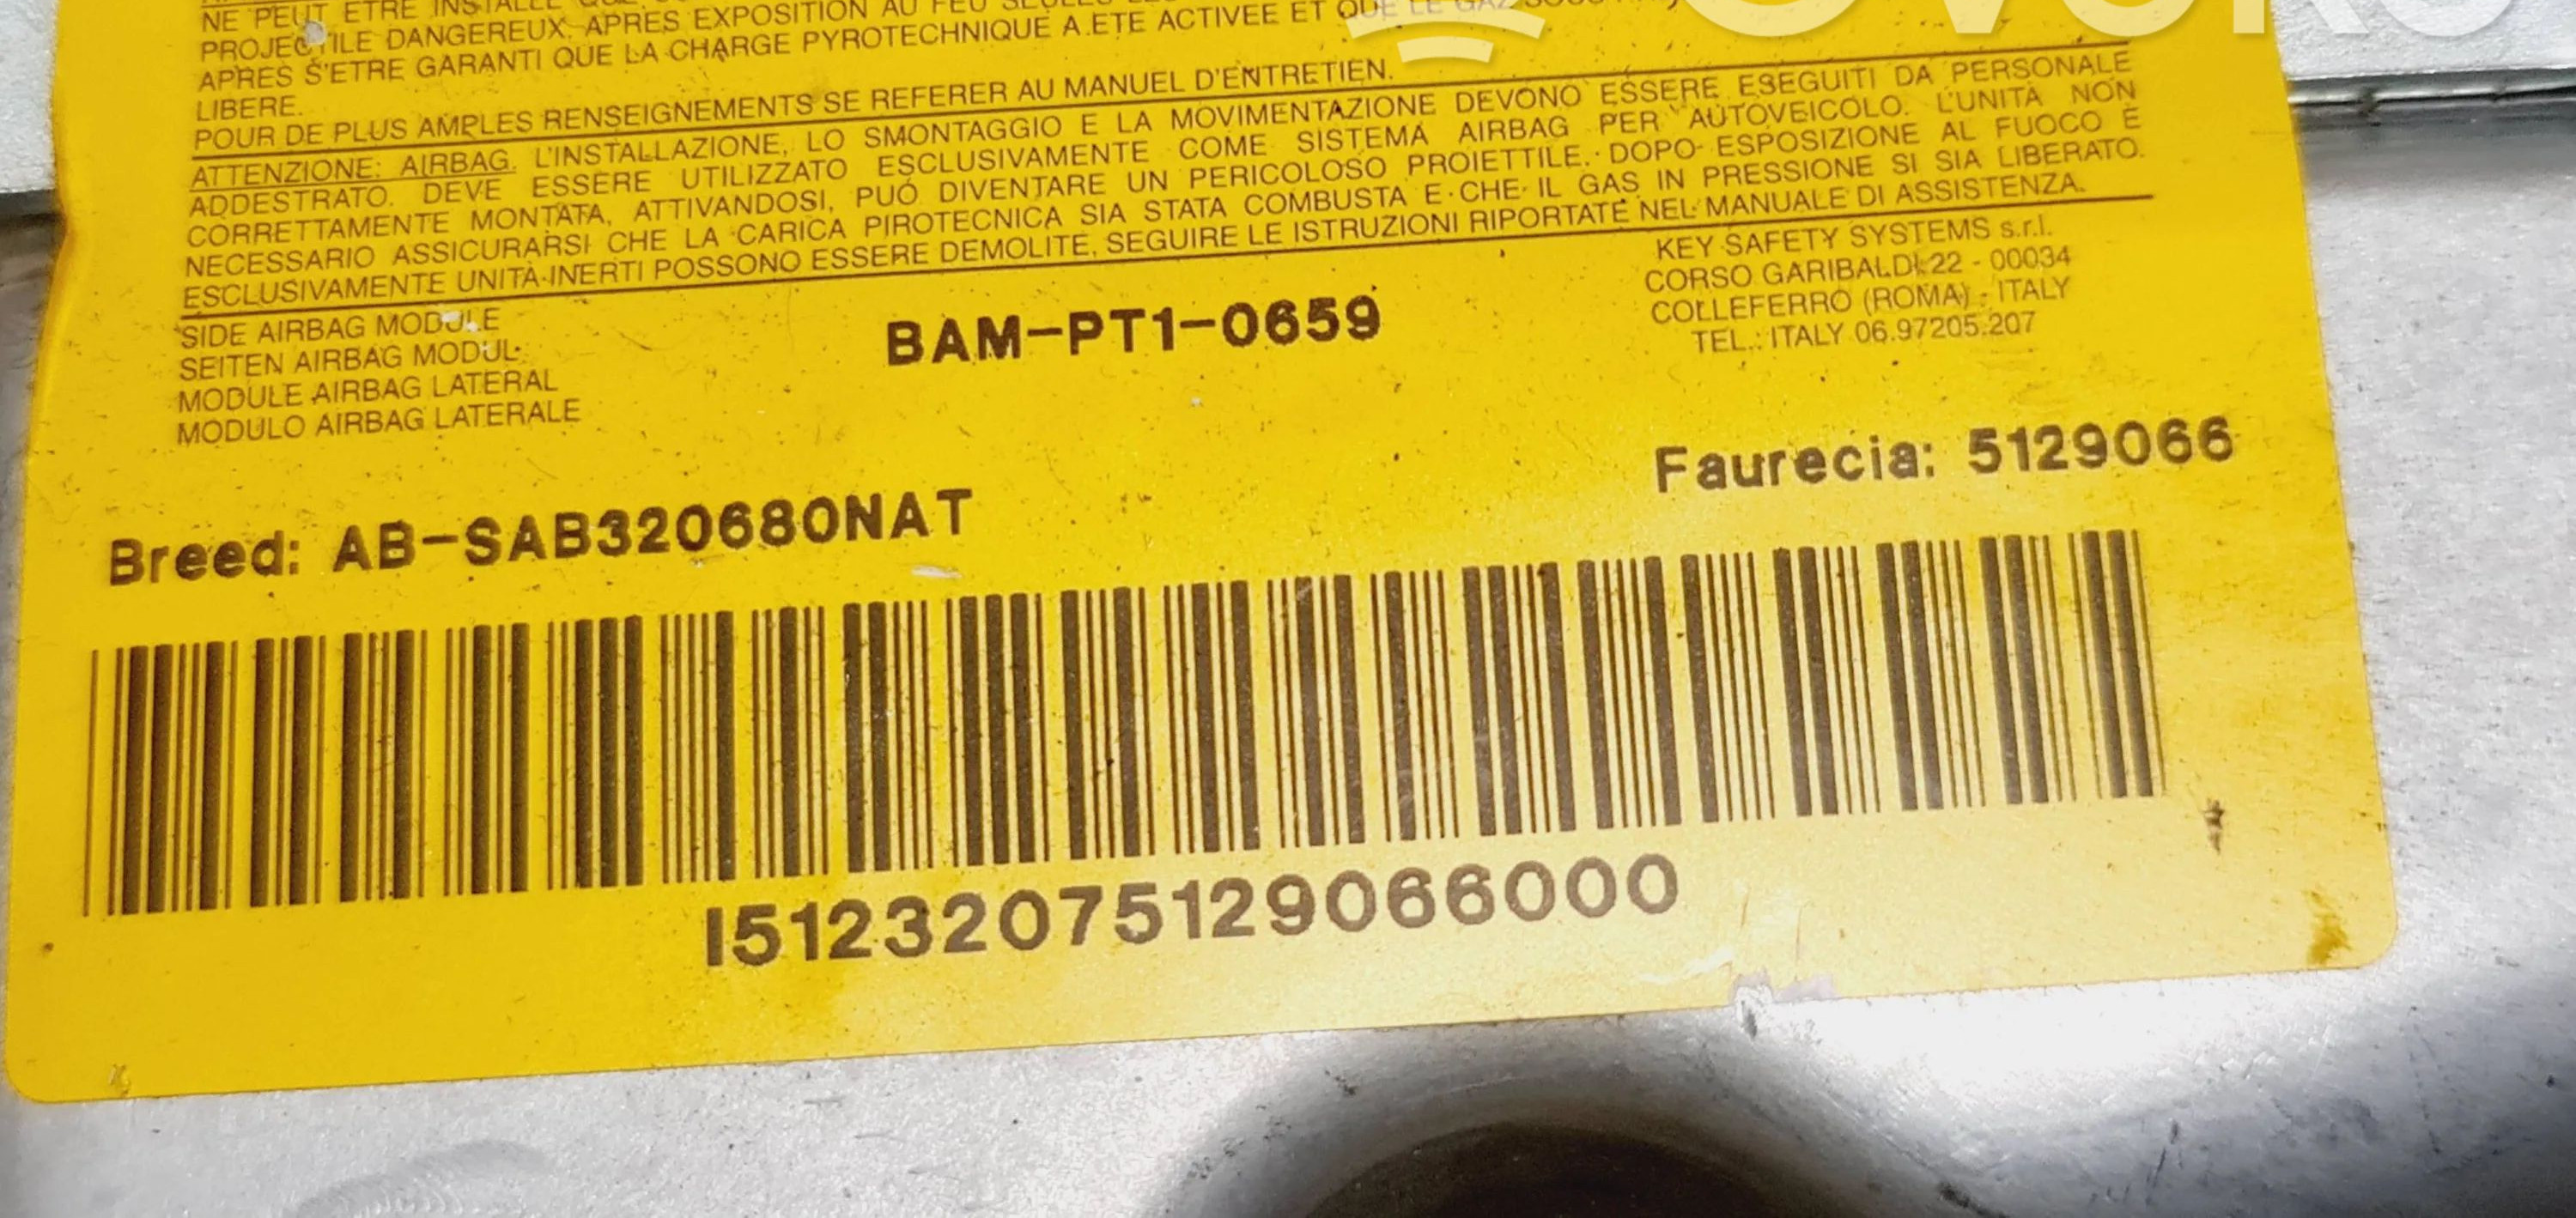 NE PEUT ETRE INSTALLE
PROJECTILE DANGEREUX. APRES EXPOSITION AU FEU
APRES S'ETRE GARANTI QUE LA CHARGE PYROTECHNIQUE A ETE ACTIVEE ET QUE LE GAZ
LIBERE.
POUR DE PLUS AMPLES RENSEIGNEMENTS SE REFERER AU MANUEL D'ENTRETIEN.
ATTENZIONE: AIRBAG. L'INSTALLAZIONE, LO SMONTAGGIO E LA MOVIMENTAZIONE DEVONO ESSERE ESEGUITI DA PERSONALE
ADDESTRATO. DEVE ESSERE UTILIZZATO ESCLUSIVAMENTE COME SISTEMA AIRBAG PER AUTOVEICOLO. L'UNITÀ NON
CORRETTAMENTE MONTATA, ATTIVANDOSI, PUÓ DIVENTARE UN PERICOLOSO PROIETTILE. DOPO ESPOSIZIONE AL FUOCO È
NECESSARIO ASSICURARSI CHE LA CARICA PIROTECNICA SIA STATA COMBUSTA E CHE IL GAS IN PRESSIONE SI SIA LIBERATO.
ESCLUSIVAMENTE UNITÀ INERTI POSSONO ESSERE DEMOLITE, SEGUIRE LE ISTRUZIONI RIPORTATE NEL MANUALE DI ASSISTENZA.
SIDE AIRBAG MODULE
SEITEN AIRBAG MODUL
MODULE AIRBAG LATERAL
MODULO AIRBAG LATERALE
BAM-PT1-0659
KEY SAFETY SYSTEMS s.r.l.
CORSO GARIBALDI 22 - 00034
COLLEFERRO (ROMA) - ITALY
TEL.: ITALY 06.97205.207
Breed: AB-SAB320680NAT
Faurecia: 5129066
I51232075129066000